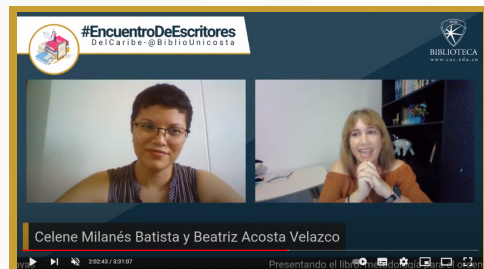 #EncuentroDeEscritores
DelCaribe-@BiblioUnicosta
BIBLIOTECA
www.cuc.edu.co
Celene Milanés Batista y Beatriz Acosta Velazco
2:02:43 / 3:31:07
Presentando el libro